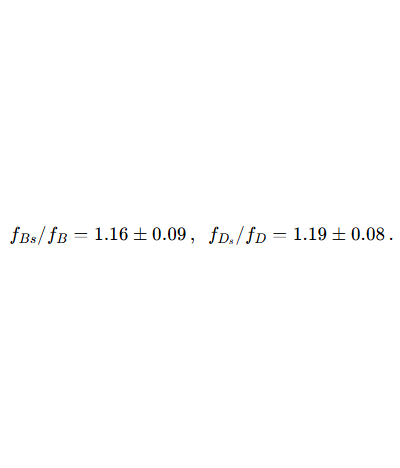 f_{Bs}/f_B = 1.16 ± 0.09 , f_{D_s}/f_D = 1.19 ± 0.08 .